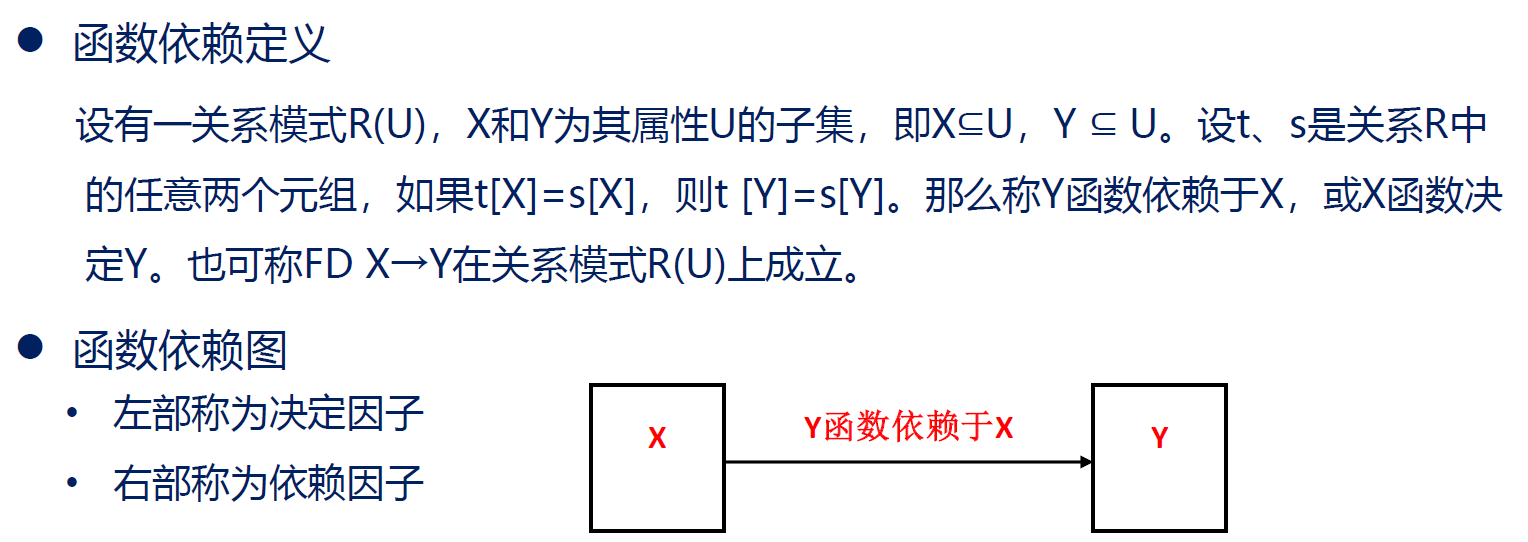 ● 函数依赖定义
设有一关系模式R(U)，X和Y为其属性U的子集，即X⊆U，Y ⊆ U。设t、s是关系R中
的任意两个元组，如果t[X]=s[X]，则t [Y]=s[Y]。那么称Y函数依赖于X，或X函数决
定Y。也可称FD X→Y在关系模式R(U)上成立。
● 函数依赖图
• 左部称为决定因子
• 右部称为依赖因子
X
Y函数依赖于X
Y